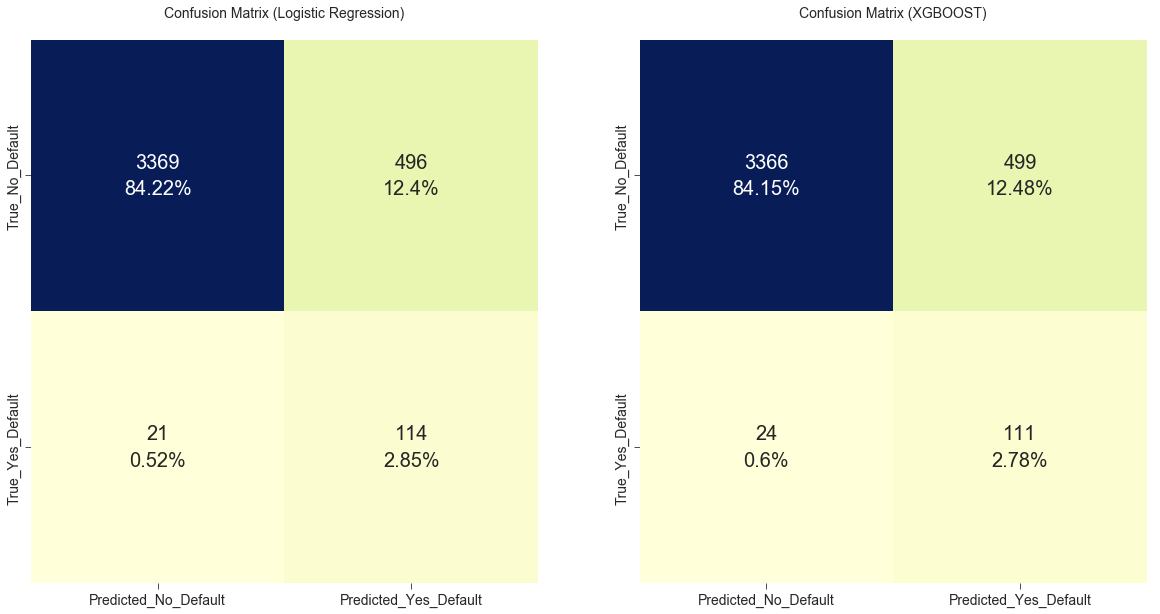 Confusion Matrix (Logistic Regression)
True_No_Default
3369
84.22%
496
12.4%
True_Yes_Default
21
0.52%
114
2.85%
Predicted_No_Default
Predicted_Yes_Default
Confusion Matrix (XGBOOST)
True_No_Default
3366
84.15%
499
12.48%
True_Yes_Default
24
0.6%
111
2.78%
Predicted_No_Default
Predicted_Yes_Default